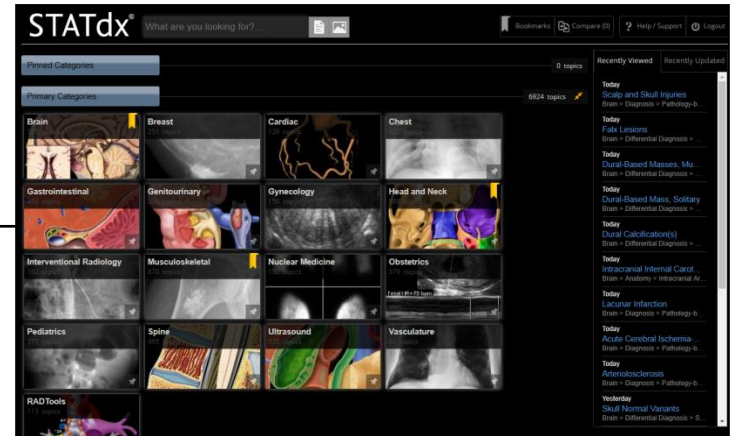 STATdx®
What are you looking for?...
Bookmarks
Compare (0)
? Help / Support
Logout
Pinned Categories
0 topics
Primary Categories
6924 topics
Brain
Breast
Cardiac
Chest
Gastrointestinal
Genitourinary
Gynecology
Head and Neck
Interventional Radiology
Musculoskeletal
Nuclear Medicine
Obstetrics
Pediatrics
Spine
Ultrasound
Vasculature
RADTools
Recently Viewed
Recently Updated
Today
Scalp and Skull Injuries
Brain > Diagnosis > Pathology-b...
Today
Falx Lesions
Brain > Differential Diagnosis > ...
Today
Dural-Based Masses, Mu...
Brain > Differential Diagnosis > ...
Today
Dural-Based Mass, Solitary
Brain > Differential Diagnosis > ...
Today
Dural Calcification(s)
Brain > Differential Diagnosis > ...
Today
Intracranial Internal Carot...
Brain > Anatomy > Intracranial Ar...
Today
Lacunar Infarction
Brain > Diagnosis > Pathology-b...
Today
Acute Cerebral Ischemia-...
Brain > Diagnosis > Pathology-b...
Today
Arteriolosclerosis
Brain > Diagnosis > Pathology-b...
Yesterday
Skull Normal Variants
Brain > Differential Diagnosis > S...